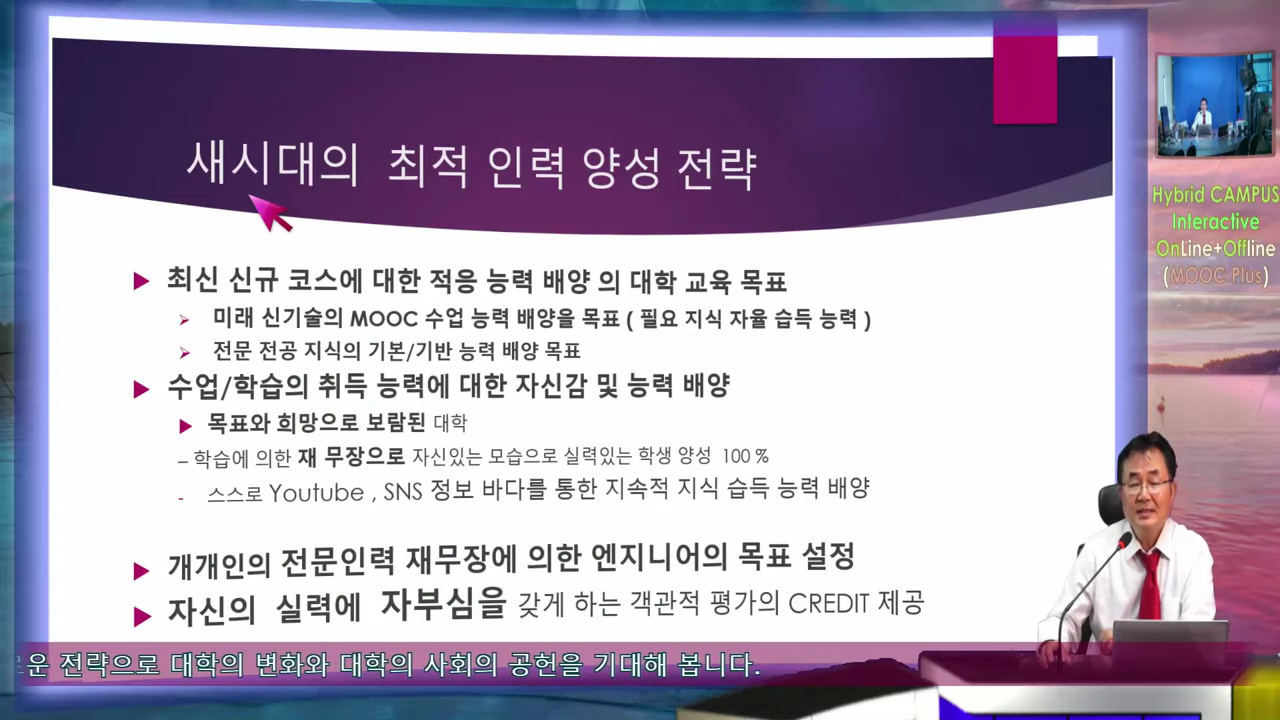 새시대의 최적 인력 양성 전략
최신 신규 코스에 대한 적응 능력 배양 의 대학 교육 목표
미래 신기술의 MOOC 수업 능력 배양을 목표 ( 필요 지식 자율 습득 능력 )
전문 전공 지식의 기본/기반 능력 배양 목표
수업/학습의 취득 능력에 대한 자신감 및 능력 배양
목표와 희망으로 보람된 대학
– 학습에 의한 재 무장으로 자신있는 모습으로 실력있는 학생 양성 100 %
- 스스로 Youtube , SNS 정보 바다를 통한 지속적 지식 습득 능력 배양
개개인의 전문인력 재무장에 의한 엔지니어의 목표 설정
자신의 실력에 자부심을 갖게 하는 객관적 평가의 CREDIT 제공
운 전략으로 대학의 변화와 대학의 사회의 공헌을 기대해 봅니다.
Hybrid CAMPUS
Interactive
OnLine+Offline
(MOOC Plus)